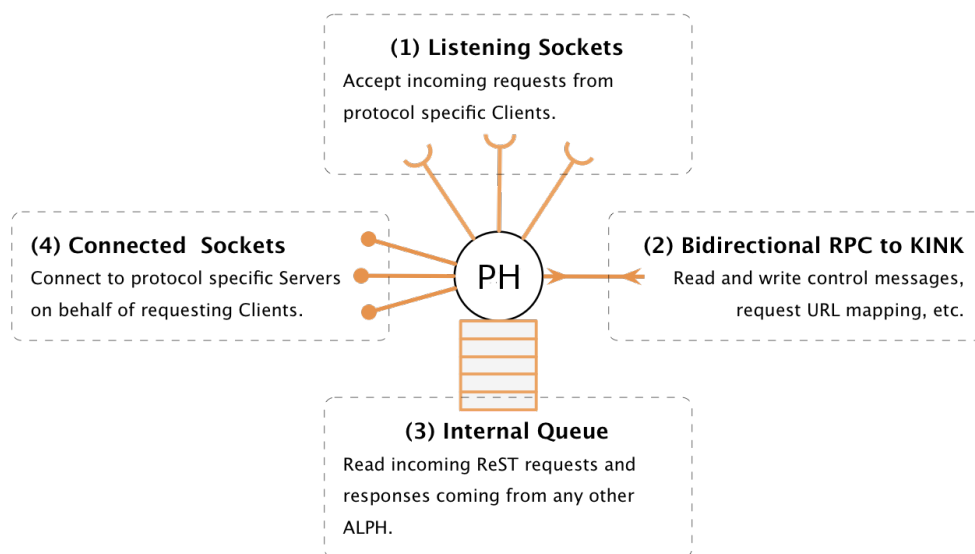 (1) Listening Sockets
Accept incoming requests from
protocol specific Clients.
(4) Connected Sockets
Connect to protocol specific Servers
on behalf of requesting Clients.
PH
(2) Bidirectional RPC to KINK
Read and write control messages,
request URL mapping, etc.
(3) Internal Queue
Read incoming ReST requests and
responses coming from any other
ALPH.